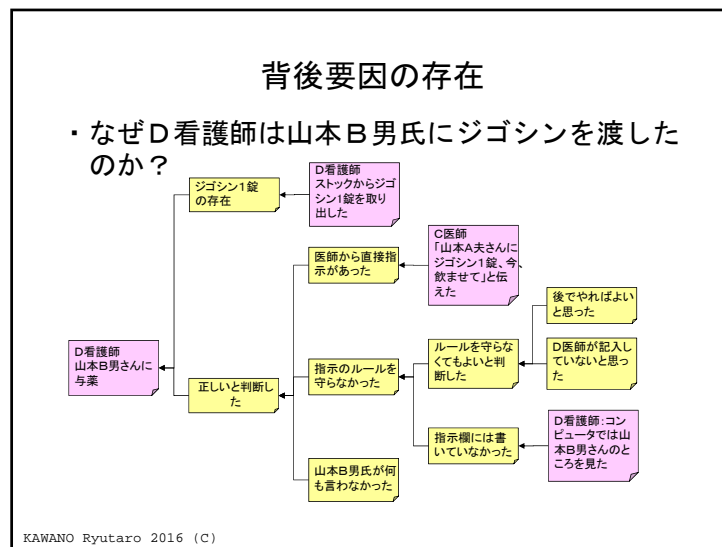 背後要因の存在
・なぜD看護師は山本B男氏にジゴシンを渡した
のか？
D看護師
ストックからジゴ
シン1錠を取り
出した
ジゴシン1錠
の存在
C医師
「山本A夫さんに
ジゴシン1錠、今、
飲ませて」と伝
えた
医師から直接指
示があった
後でやればよい
と思った
D看護師
山本B男さんに
与薬
正しいと判断し
た
指示のルールを
守らなかった
ルールを守らな
くてもよいと判
断した
D医師が記入し
ていないと思っ
た
指示欄には書
いていなかった
D看護師：コン
ピュータでは山
本B男さんのと
ころを見た
山本B男氏が何
も言わなかった
KAWANO Ryutaro 2016 (C)